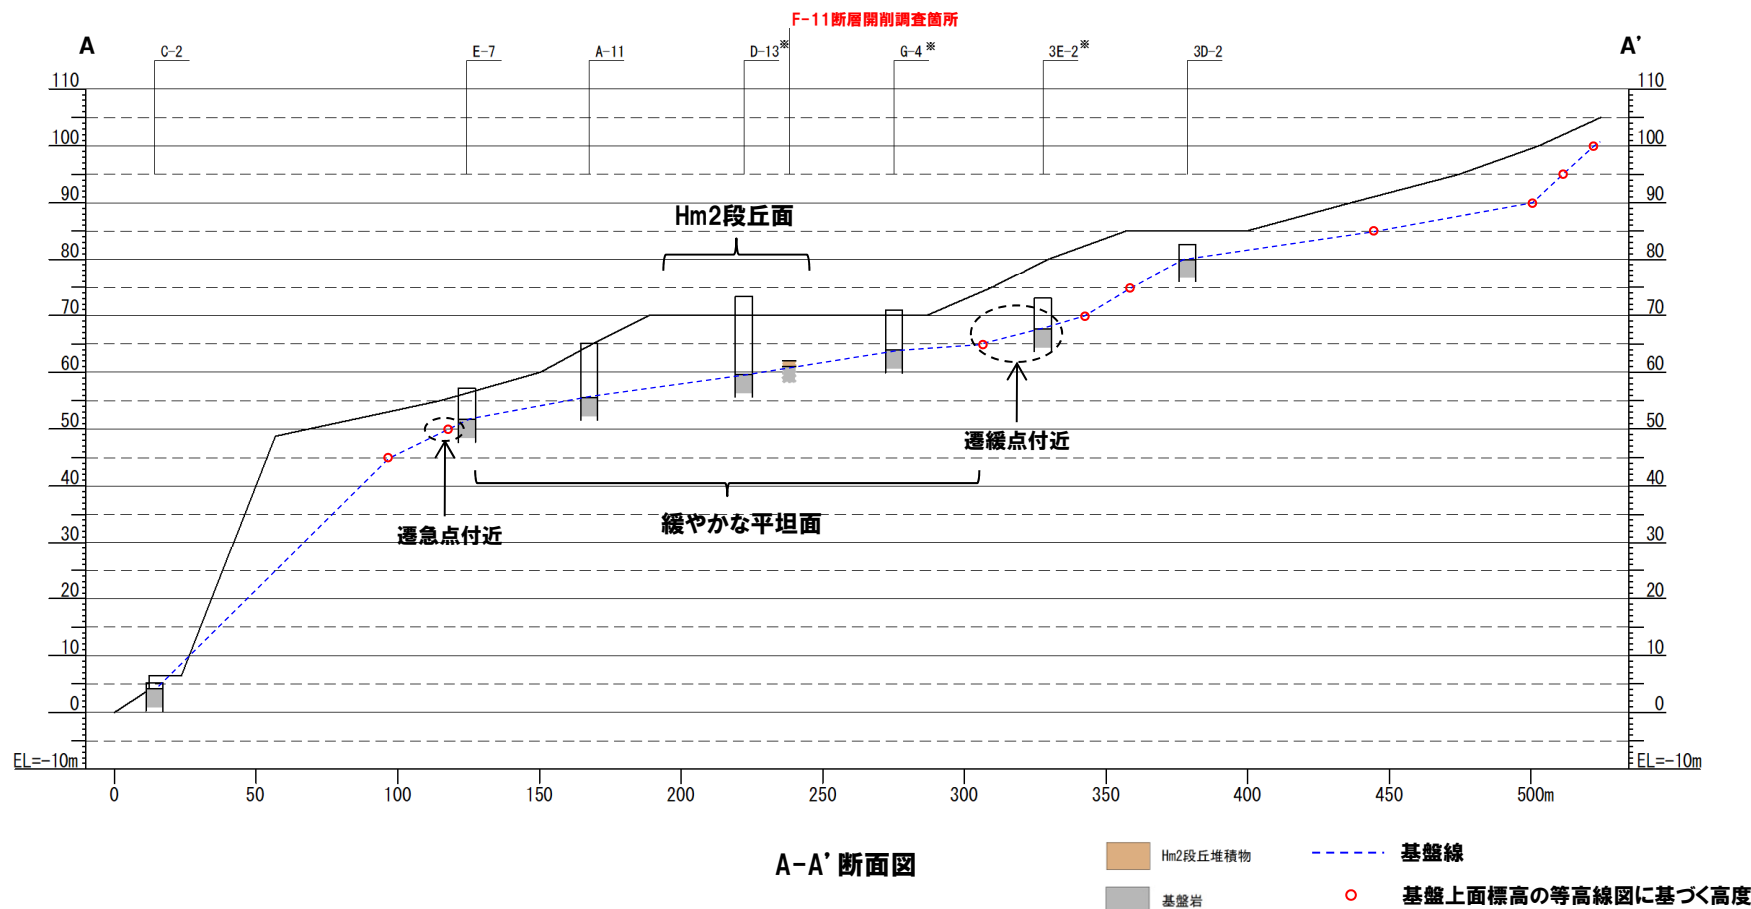 F-11断層開削調査箇所
A
A'
C-2
E-7
A-11
D-13※
G-4※
3E-2※
3D-2
110
110
100
100
90
90
Hm2段丘面
80
80
70
70
60
60
50
50
遷緩点付近
40
40
緩やかな平坦面
遷急点付近
30
30
20
20
10
10
0
0
EL=-10m
EL=-10m
0
50
100
150
200
250
300
350
400
450
500m
A-A'断面図
Hm2段丘堆積物
基盤線
基盤岩
基盤上面標高の等高線図に基づく高度